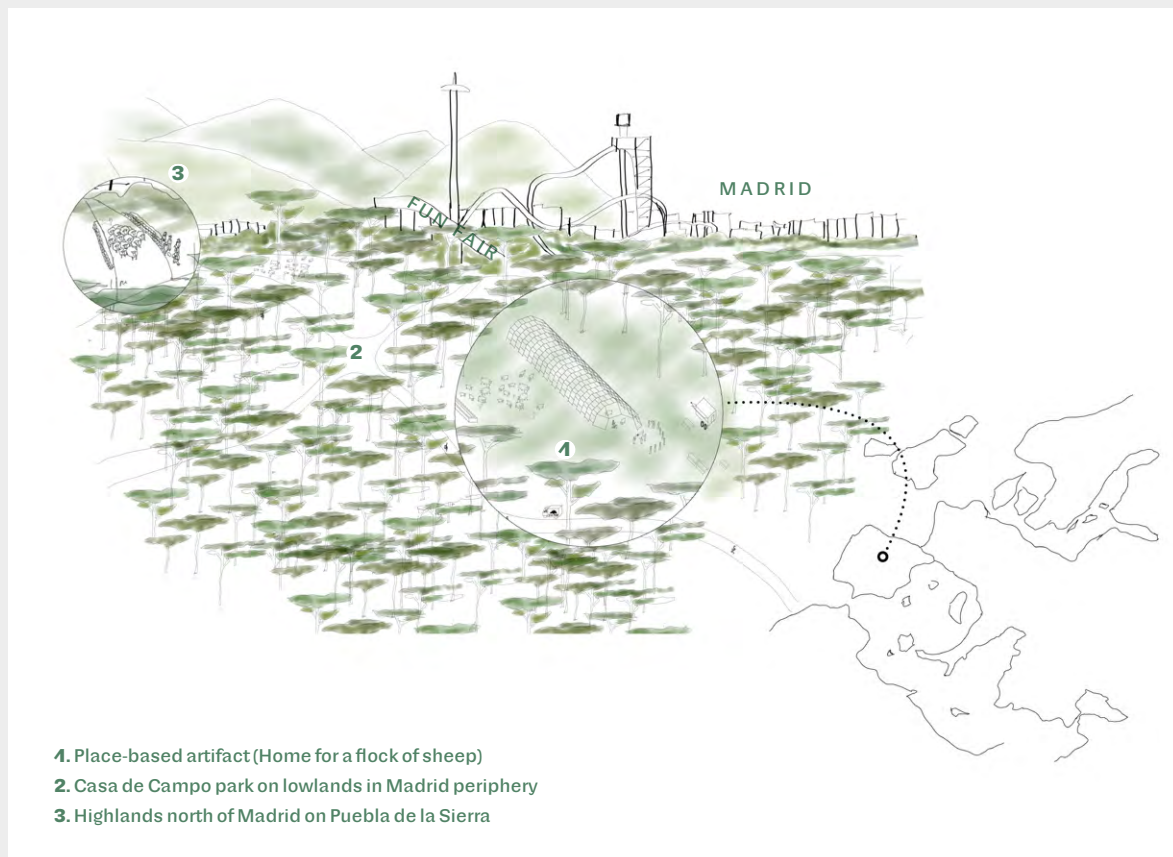 3
MADRID
FUN FAIR
2
1
1. Place-based artifact (Home for a flock of sheep)
2. Casa de Campo park on lowlands in Madrid periphery
3. Highlands north of Madrid on Puebla de la Sierra